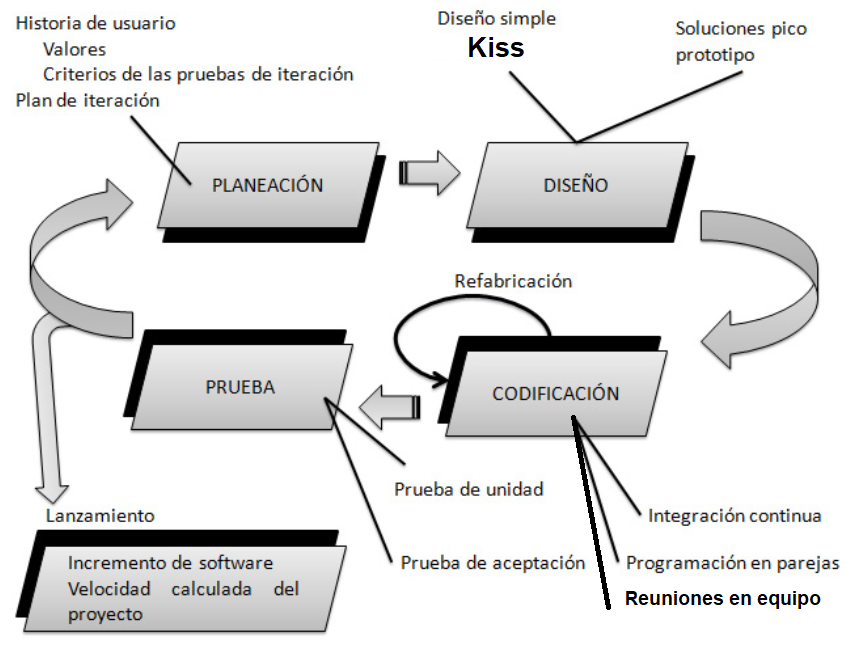 Historia de usuario
Valores
Criterios de las pruebas de iteración
Plan de iteración
Diseño simple
Kiss
Soluciones pico
prototipo
PLANEACIÓN
DISEÑO
Refabricación
PRUEBA
CODIFICACIÓN
Prueba de unidad
Prueba de aceptación
Integración continua
Programación en parejas
Reuniones en equipo
Lanzamiento
Incremento de software
Velocidad calculada del
proyecto